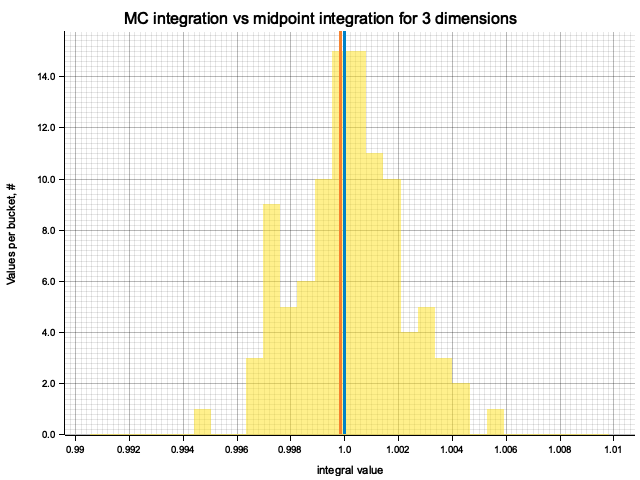 MC integration vs midpoint integration for 3 dimensions
Values per bucket, #
14.0
12.0
10.0
8.0
6.0
4.0
2.0
0.0
0.99 0.992 0.994 0.996 0.998 1.0 1.002 1.004 1.006 1.008 1.01
integral value